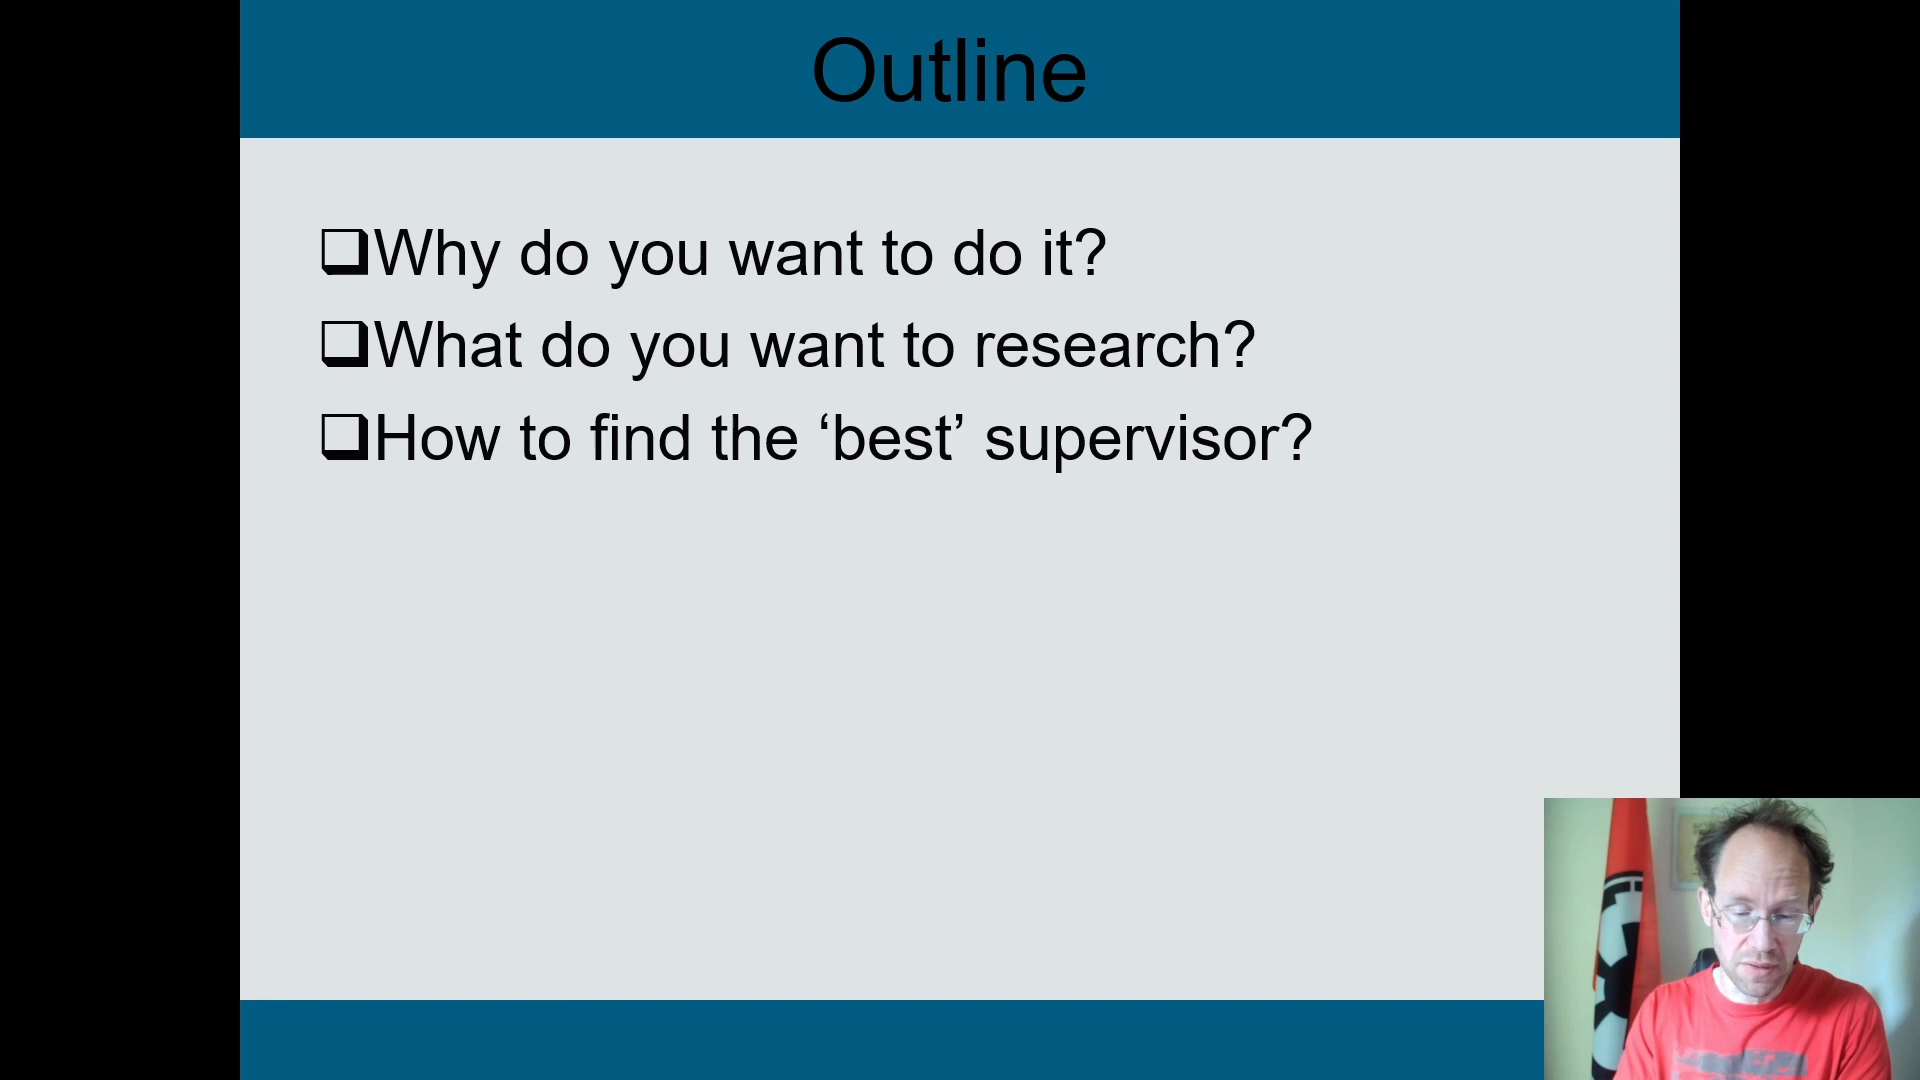 Outline
Why do you want to do it?
What do you want to research?
How to find the ‘best’ supervisor?